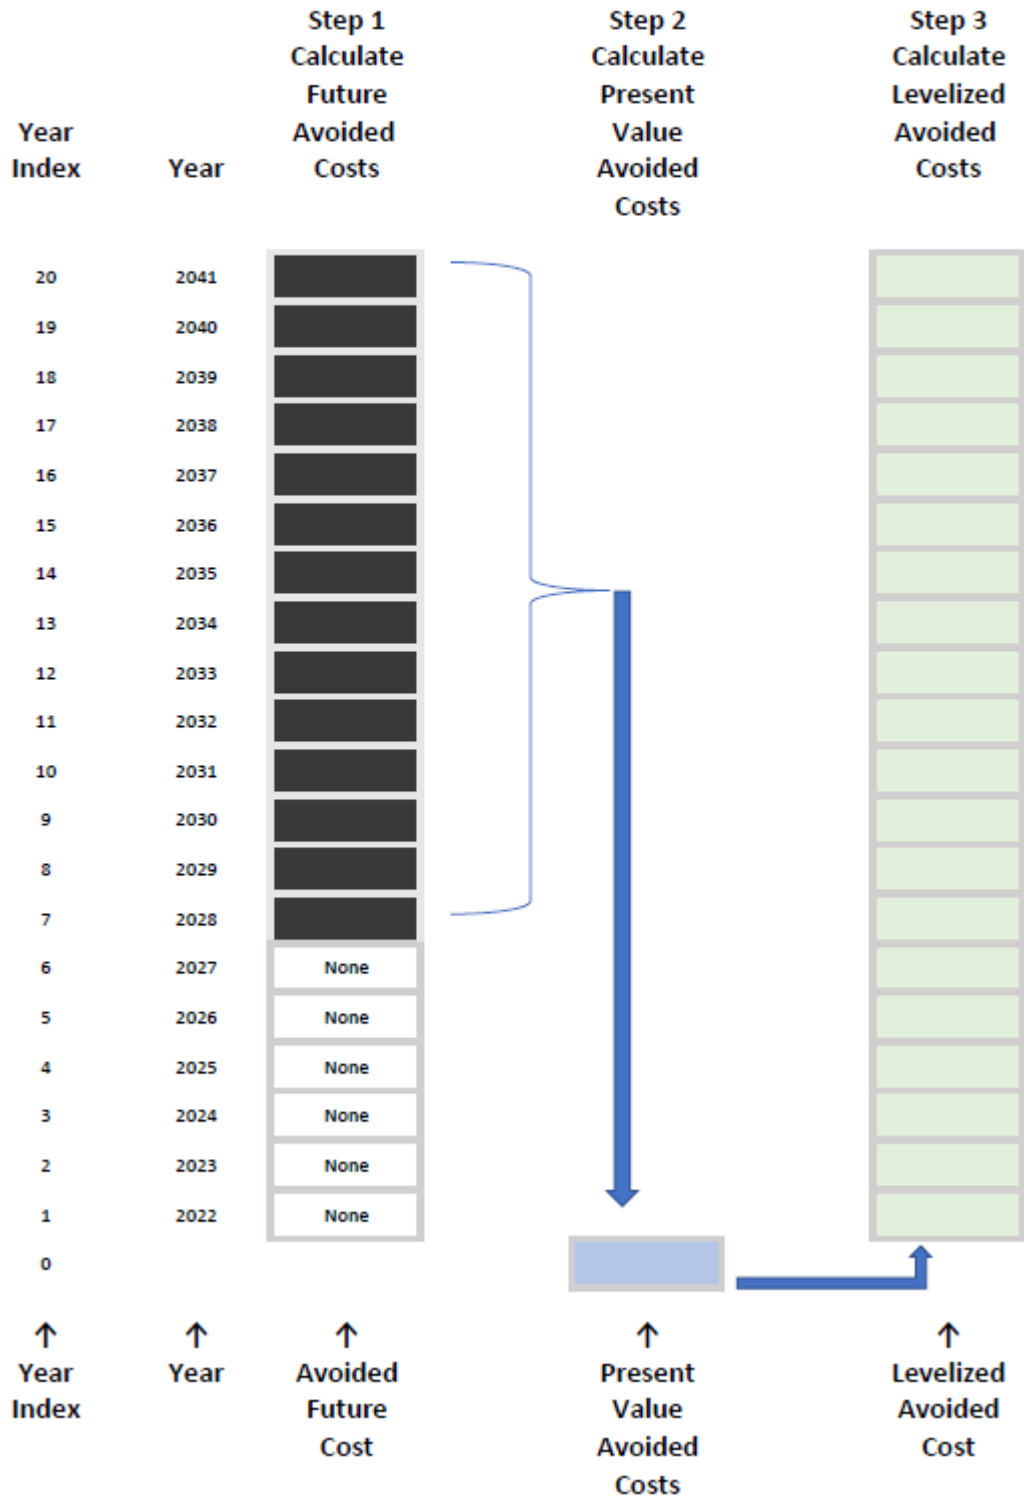 Step 1 Step 2 Step 3
Calculate Calculate Calculate
Future Present Levelized
Year Avoided Value Avoided
Index Year Costs Avoided Costs
Costs
20 2041
19 2040
18 2039
17 2038
16 2037
15 2036
14 2035
13 2034
12 2033
11 2032
10 2031
9 2030
8 2029
7 2028
6 2027 None
5 2026 None
4 2025 None
3 2024 None
2 2023 None
1 2022 None
0
↑ ↑ ↑ ↑ ↑
Year Year Avoided Present Levelized
Index Future Value Avoided
Cost Avoided Cost
Costs